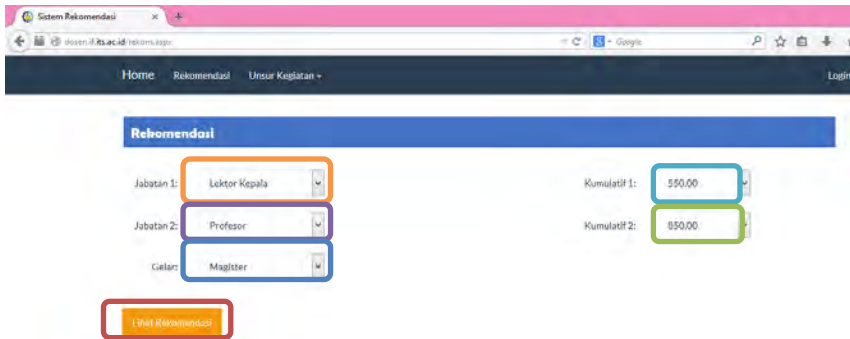 Sistem Rekomendasi
dosen.if.its.ac.id/rekom.aspx
Google
Home Rekomendasi Unsur Kegiatan Login
Rekomendasi
Jabatan 1: Lektor Kepala Kumulatif 1: 550.00
Jabatan 2: Profesor Kumulatif 2: 850.00
Gelar: Magister
Lihat Rekomendasi